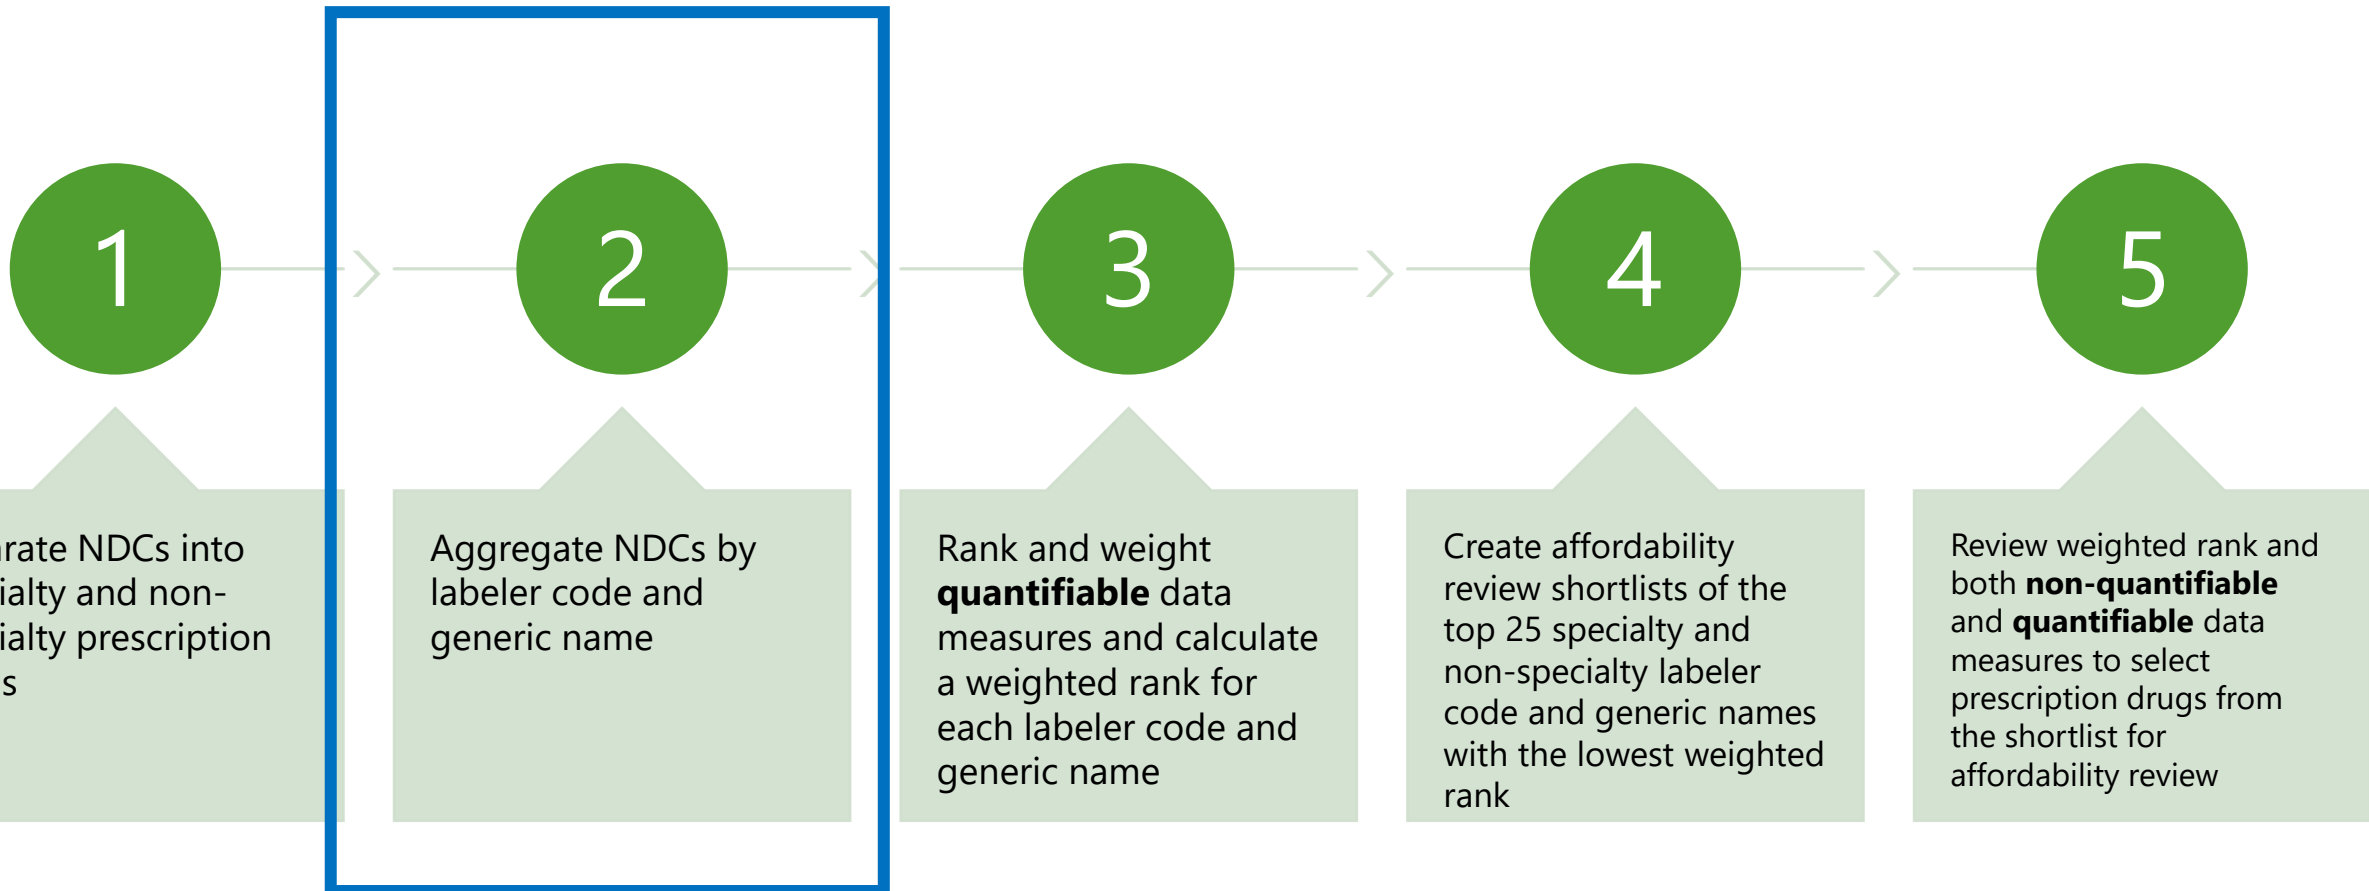 1
2
3
4
5
arate NDCs into
ialty and non-
ialty prescription
s
Aggregate NDCs by
labeler code and
generic name
Rank and weight
quantifiable data
measures and calculate
a weighted rank for
each labeler code and
generic name
Create affordability
review shortlists of the
top 25 specialty and
non-specialty labeler
code and generic names
with the lowest weighted
rank
Review weighted rank and
both non-quantifiable
and quantifiable data
measures to select
prescription drugs from
the shortlist for
affordability review